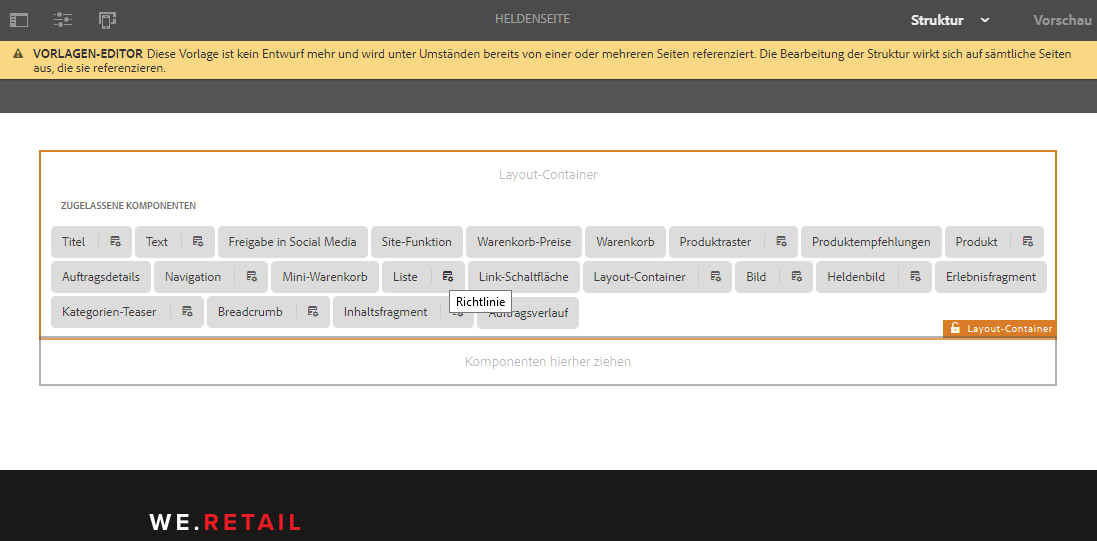 HELDENSEITE
Struktur
Vorschau
VORLAGEN-EDITOR Diese Vorlage ist kein Entwurf mehr und wird unter Umständen bereits von einer oder mehreren Seiten referenziert. Die Bearbeitung der Struktur wirkt sich auf sämtliche Seiten
aus, die sie referenzieren.
Layout-Container
ZUGELASSENE KOMPONENTEN
Titel Text Freigabe in Social Media Site-Funktion Warenkorb-Preise Warenkorb Produktraster Produktempfehlungen Produkt
Auftragsdetails Navigation Mini-Warenkorb Liste Link-Schaltfläche Layout-Container Bild Heldenbild Erlebnisfragment
Richtlinie
Kategorien-Teaser Breadcrumb Inhaltsfragment Auftragsverlauf
Layout-Container
Komponenten hierher ziehen
WE.RETAIL